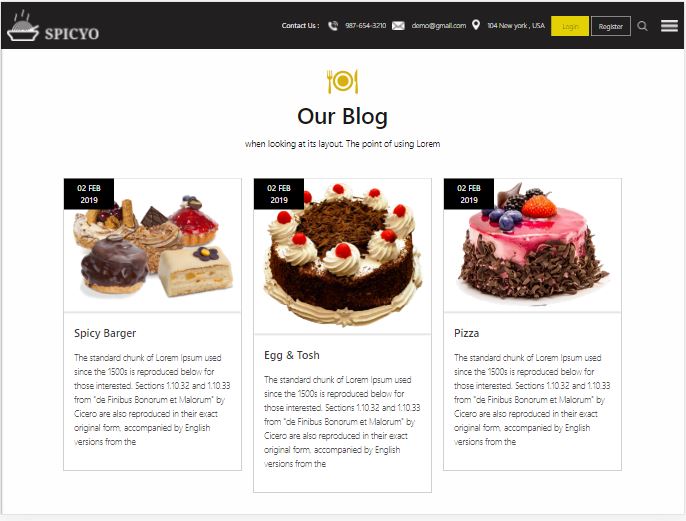 SPICYO
Contact Us : 987-654-3210 demo@gmail.com 104 New york , USA Login Register
Our Blog
when looking at its layout. The point of using Lorem
02 FEB
2019
Spicy Barger
The standard chunk of Lorem Ipsum used
since the 1500s is reproduced below for
those interested. Sections 1.10.32 and 1.10.33
from "de Finibus Bonorum et Malorum" by
Cicero are also reproduced in their exact
original form, accompanied by English
versions from the
02 FEB
2019
Egg & Tosh
The standard chunk of Lorem Ipsum used
since the 1500s is reproduced below for
those interested. Sections 1.10.32 and 1.10.33
from "de Finibus Bonorum et Malorum" by
Cicero are also reproduced in their exact
original form, accompanied by English
versions from the
02 FEB
2019
Pizza
The standard chunk of Lorem Ipsum used
since the 1500s is reproduced below for
those interested. Sections 1.10.32 and 1.10.33
from "de Finibus Bonorum et Malorum" by
Cicero are also reproduced in their exact
original form, accompanied by English
versions from the